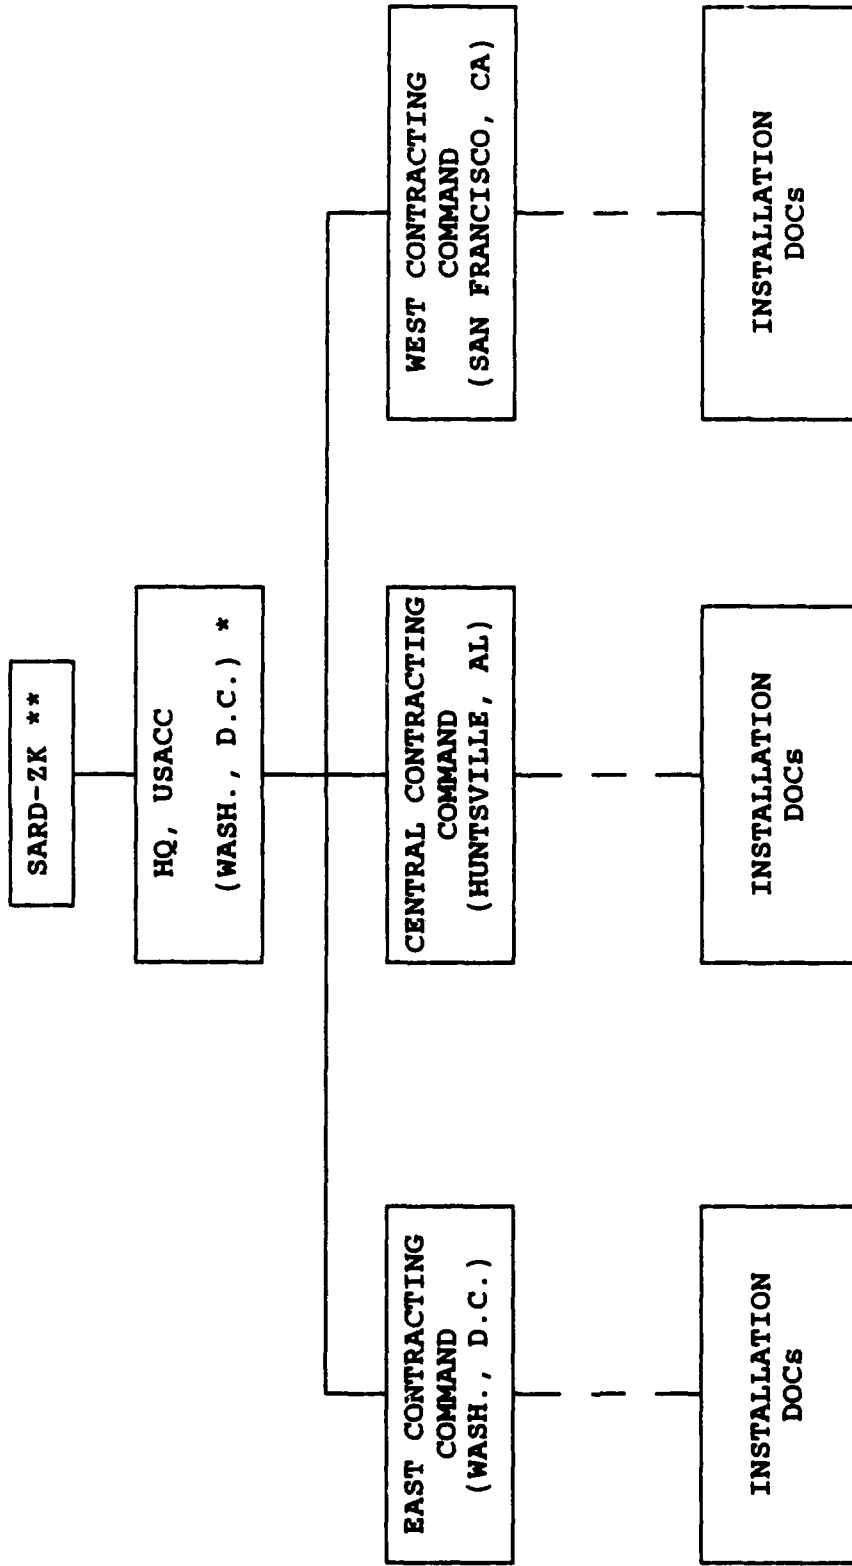 SARD-ZK **
HQ, USACC
(WASH., D.C.) *
EAST CONTRACTING
COMMAND
(WASH., D.C.)
CENTRAL CONTRACTING
COMMAND
(HUNTSVILLE, AL)
WEST CONTRACTING
COMMAND
(SAN FRANCISCO, CA)
INSTALLATION
DOCs
INSTALLATION
DOCs
INSTALLATION
DOCs